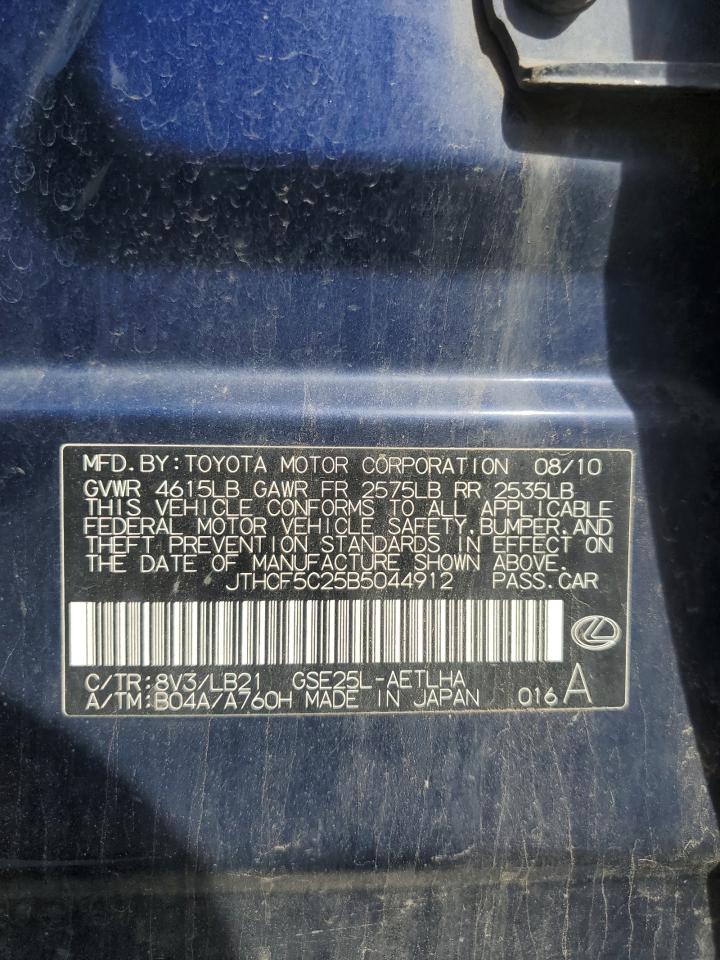 MFD.BY:TOYOTA MOTOR CORPORATION 08/10
GVWR 4615LB GAWR FR 2575LB RR 2535LB
THIS VEHICLE CONFORMS TO ALL APPLICABLE
FEDERAL MOTOR VEHICLE SAFETY,BUMPER,AND
THEFT PREVENTION STANDARDS IN EFFECT ON
THE DATE OF MANUFACTURE SHOWN ABOVE.
JTHCF5C25B5044912 PASS.CAR
C/TR:8V3/LB21 GSE25L-AETLHA
A/TM:B04A/A760H MADE IN JAPAN 016 A